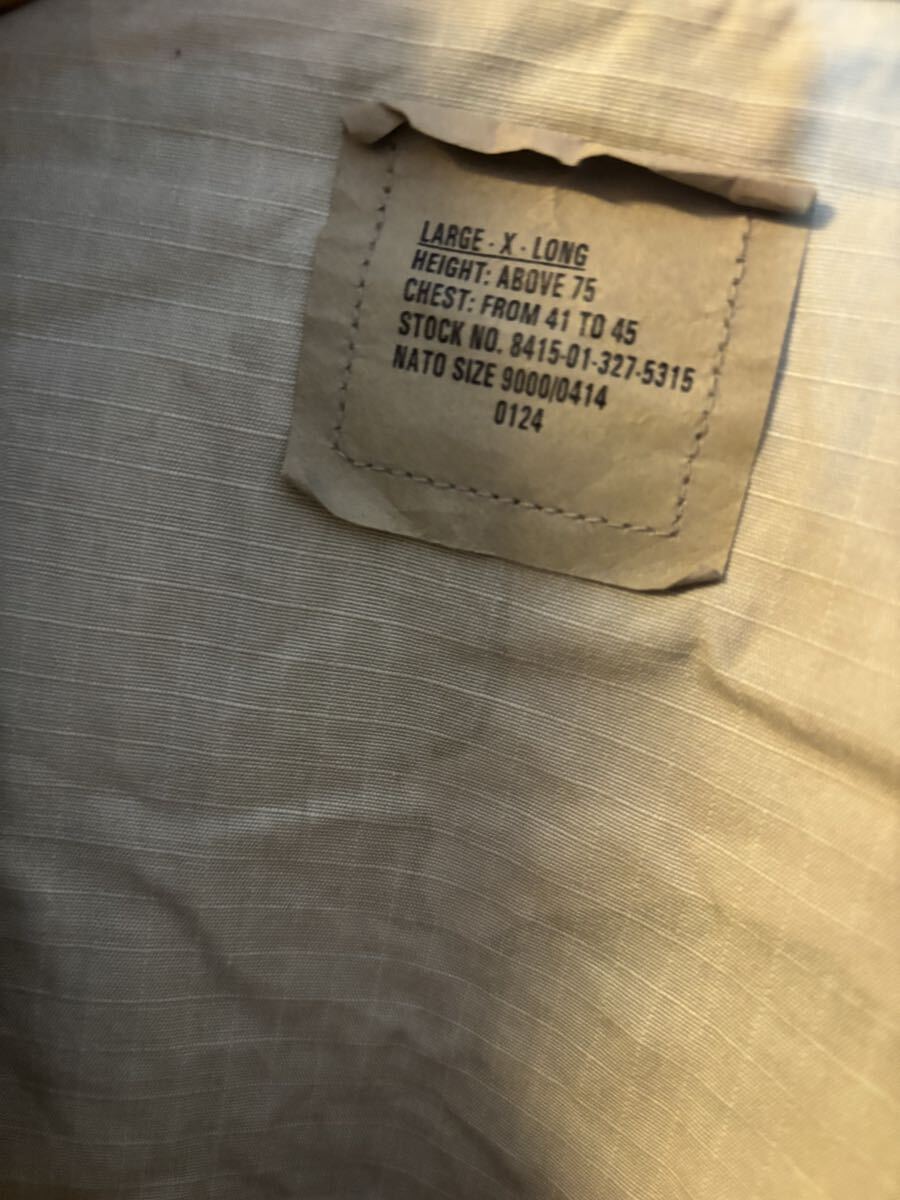 LARGE - X - LONG
HEIGHT: ABOVE 75
CHEST: FROM 41 TO 45
STOCK NO. 8415-01-327-5315
NATO SIZE 9000/0414
0124